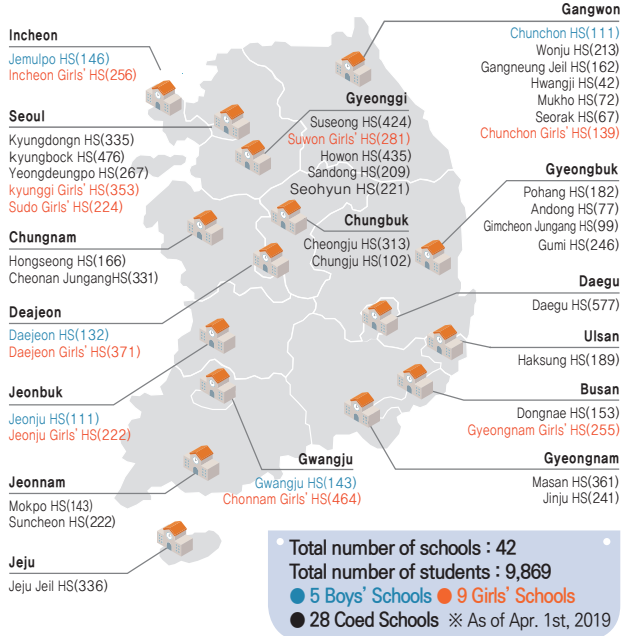 Incheon
Jemulpo HS(146)
Incheon Girls' HS(256)
Seoul
Kyungdongn HS(335)
kyungbock HS(476)
Yeongdeungpo HS(267)
kyunggi Girls' HS(353)
Sudo Girls' HS(224)
Chungnam
Hongseong HS(166)
Cheonan JungangHS(331)
Deajeon
Daejeon HS(132)
Daejeon Girls' HS(371)
Jeonbuk
Jeonju HS(111)
Jeonju Girls' HS(222)
Jeonnam
Mokpo HS(143)
Suncheon HS(222)
Jeju
Jeju Jeil HS(336)
Gyeonggi
Suseong HS(424)
Suwon Girls' HS(281)
Howon HS(435)
Sandong HS(209)
Seohyun HS(221)
Chungbuk
Cheongju HS(313)
Chungju HS(102)
Gwangju
Gwangju HS(143)
Chonnam Girls' HS(464)
Gangwon
Chunchon HS(111)
Wonju HS(213)
Gangneung Jeil HS(162)
Hwangji HS(42)
Mukho HS(72)
Seorak HS(67)
Chunchon Girls' HS(139)
Gyeongbuk
Pohang HS(182)
Andong HS(77)
Gimcheon Jungang HS(99)
Gumi HS(246)
Daegu
Daegu HS(577)
Ulsan
Haksung HS(189)
Busan
Dongnae HS(153)
Gyeongnam Girls' HS(255)
Gyeongnam
Masan HS(361)
Jinju HS(241)
Total number of schools : 42
Total number of students : 9,869
● 5 Boys' Schools ● 9 Girls' Schools
● 28 Coed Schools ※ As of Apr. 1st, 2019